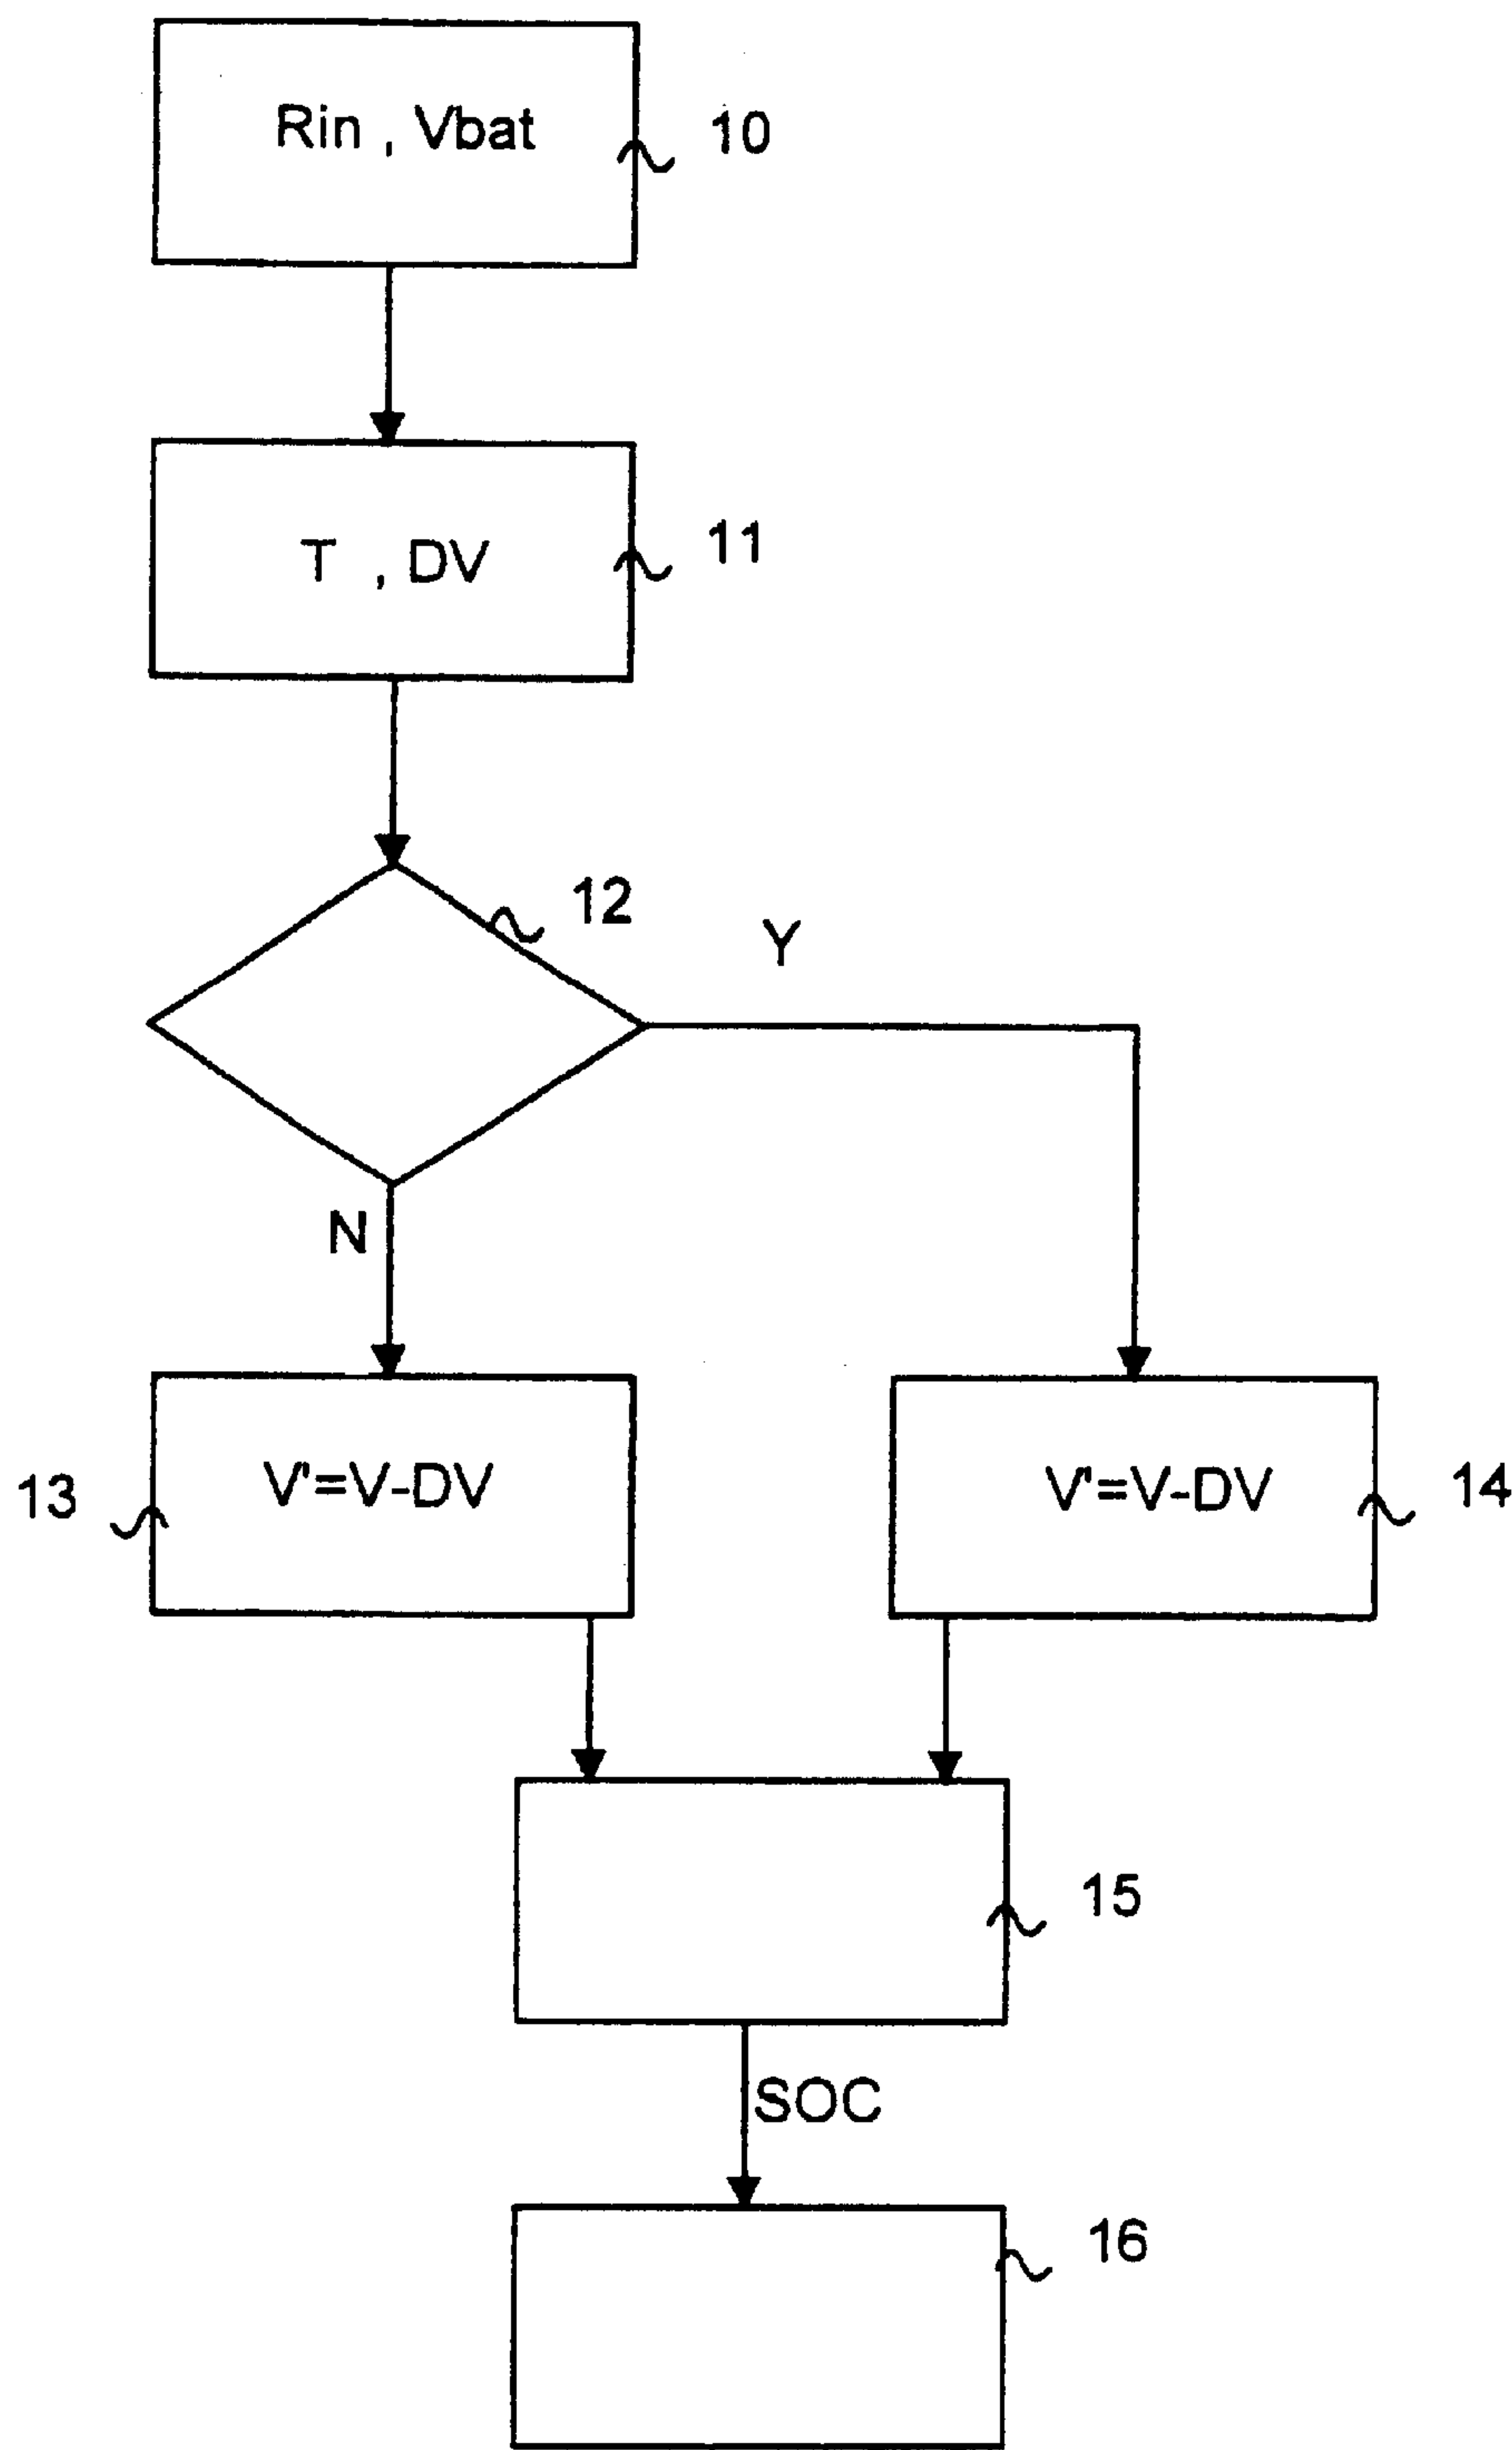 Rin , Vbat
10
T , DV
11
12
Y
N
13
V'=V-DV
V'=V-DV
14
15
SOC
16